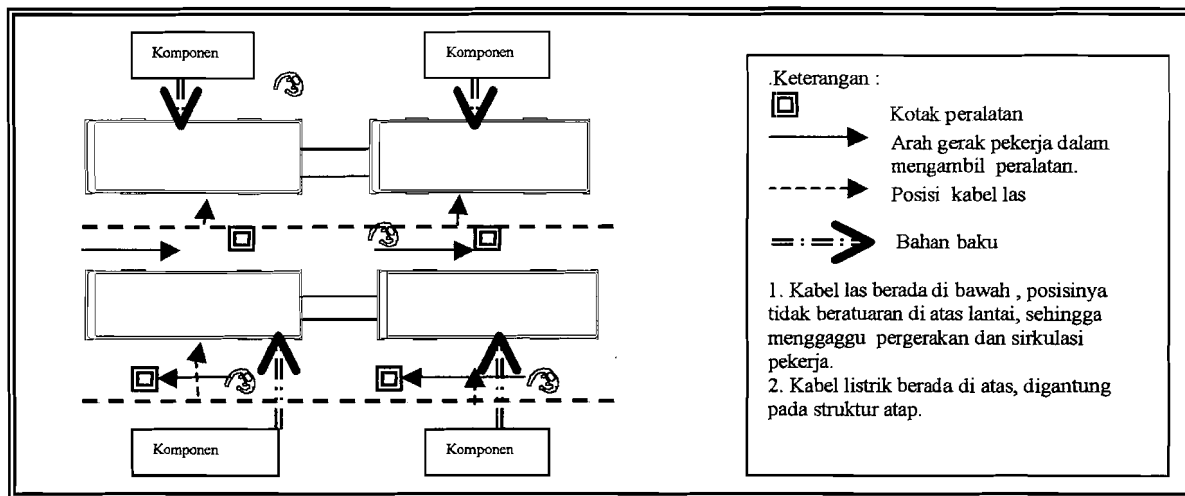 Komponen
Komponen
Komponen
Komponen
.Keterangan :
Kotak peralatan
Arah gerak pekerja dalam
mengambil peralatan.
Posisi kabel las
Bahan baku
1. Kabel las berada di bawah , posisinya
tidak beratuaran di atas lantai, sehingga
menggaggu pergerakan dan sirkulasi
pekerja.
2. Kabel listrik berada di atas, digantung
pada struktur atap.